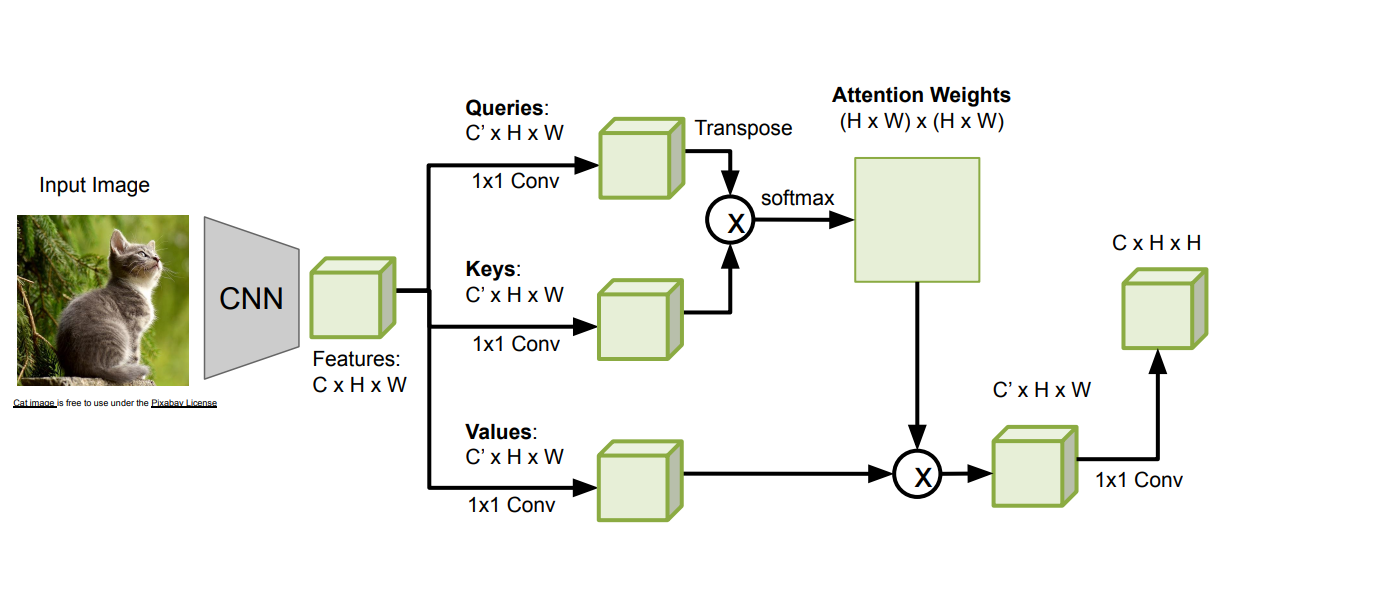 Input Image
Cat image is free to use under the Pixabay License
CNN
Features:
C x H x W
Queries:
C’ x H x W
1x1 Conv
Keys:
C’ x H x W
1x1 Conv
Values:
C’ x H x W
1x1 Conv
Transpose
X
softmax
Attention Weights
(H x W) x (H x W)
X
C’ x H x W
1x1 Conv
C x H x H